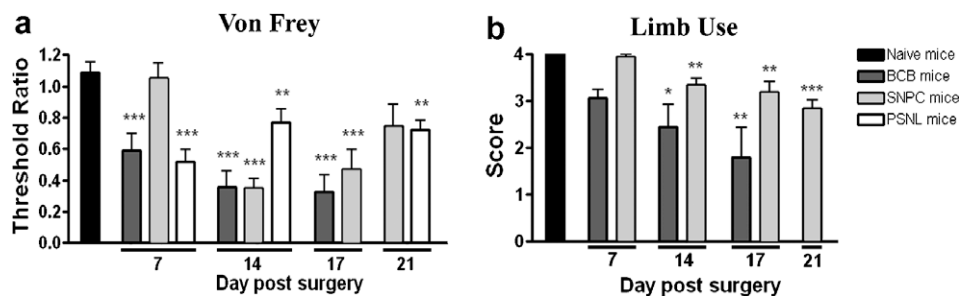 a
Von Frey
1.2
1.0
0.8
0.6
0.4
0.2
0.0
Threshold Ratio
***
***
***
***
**
***
***
**
7
14
17
21
Day post surgery
b
Limb Use
4
3
2
1
0
Score
*
**
**
**
***
7
14
17
21
Day post surgery
Naive mice
BCB mice
SNPC mice
PSNL mice